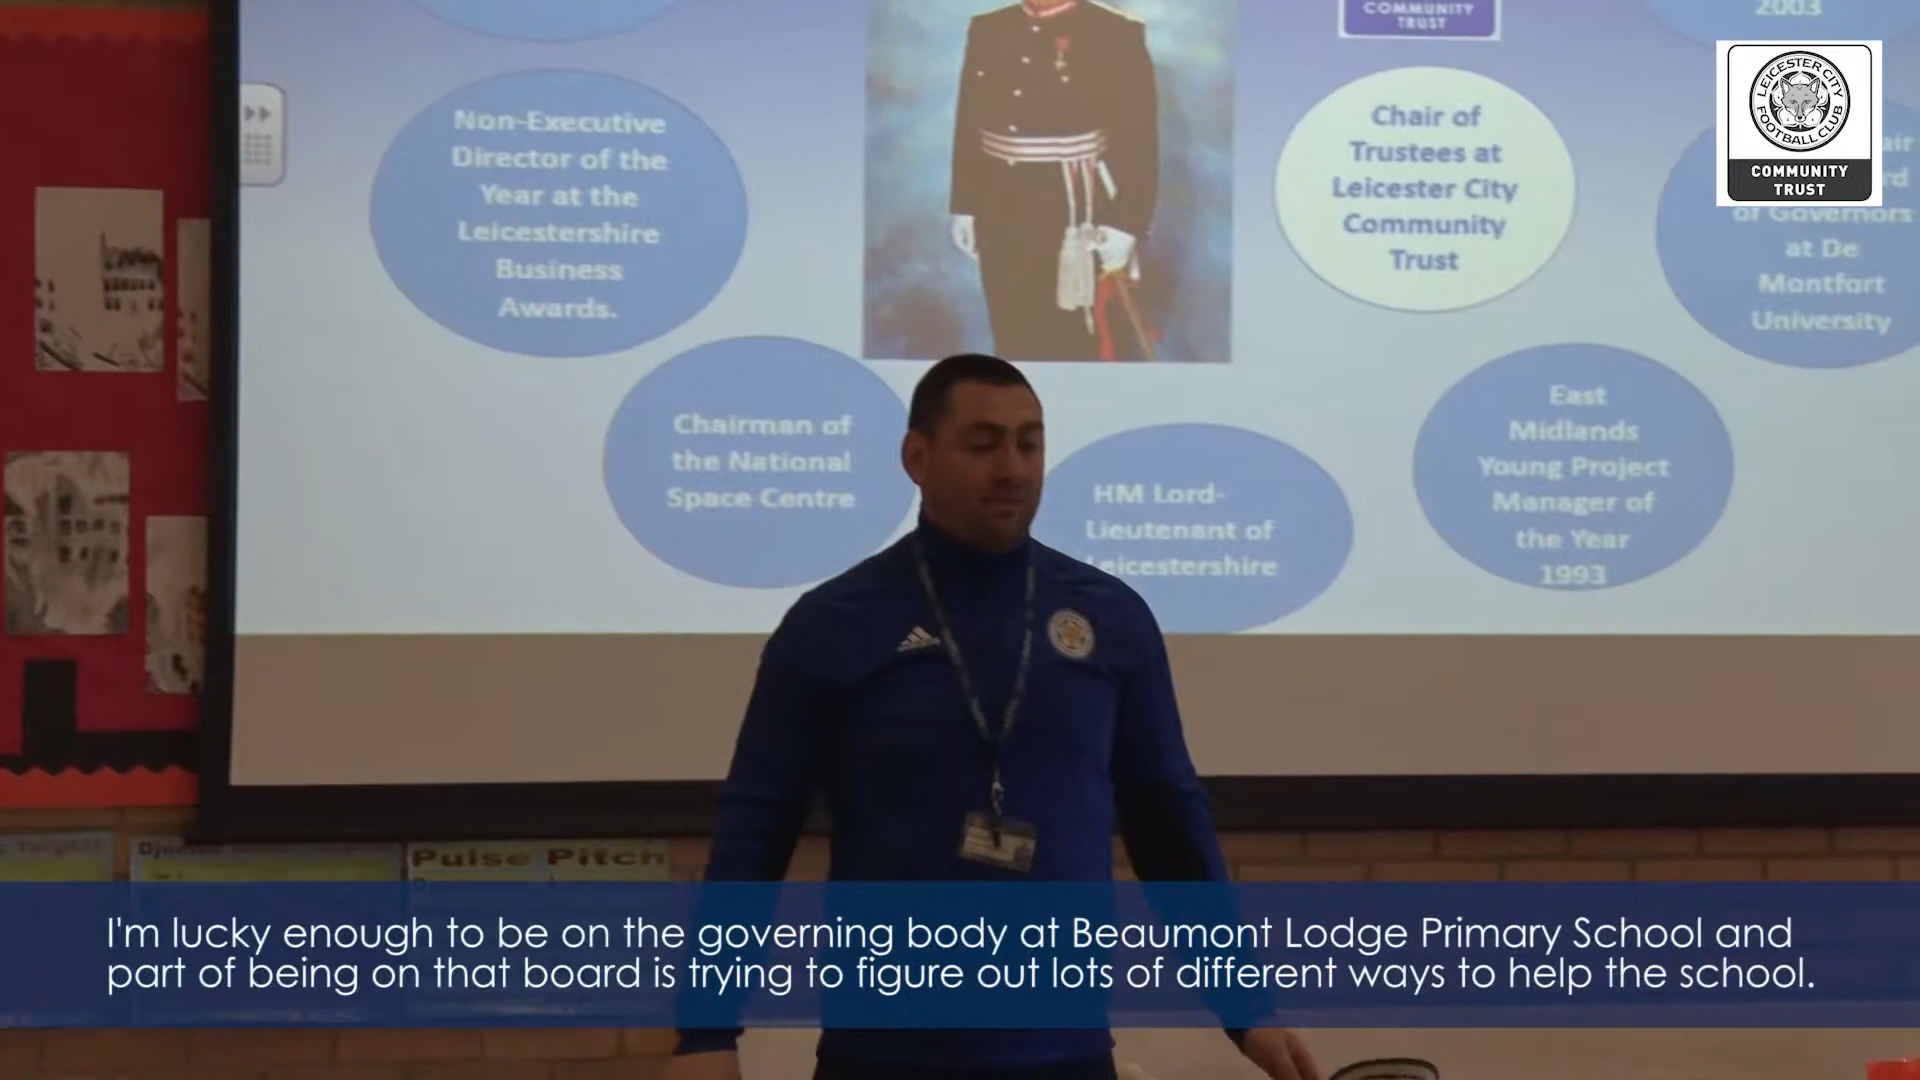 COMMUNITY
TRUST
2003
Non-Executive
Director of the
Year at the
Leicestershire
Business
Awards.
Chair of
Trustees at
Leicester City
Community
Trust
of Governors
at De
Montfort
University
LEICESTER CITY
FOOTBALL CLUB
COMMUNITY
TRUST
Chairman of
the National
Space Centre
HM Lord-
Lieutenant of
eicestershire
East
Midlands
Young Project
Manager of
the Year
1993
Targets
Pulse Pitch
I'm lucky enough to be on the governing body at Beaumont Lodge Primary School and
part of being on that board is trying to figure out lots of different ways to help the school.